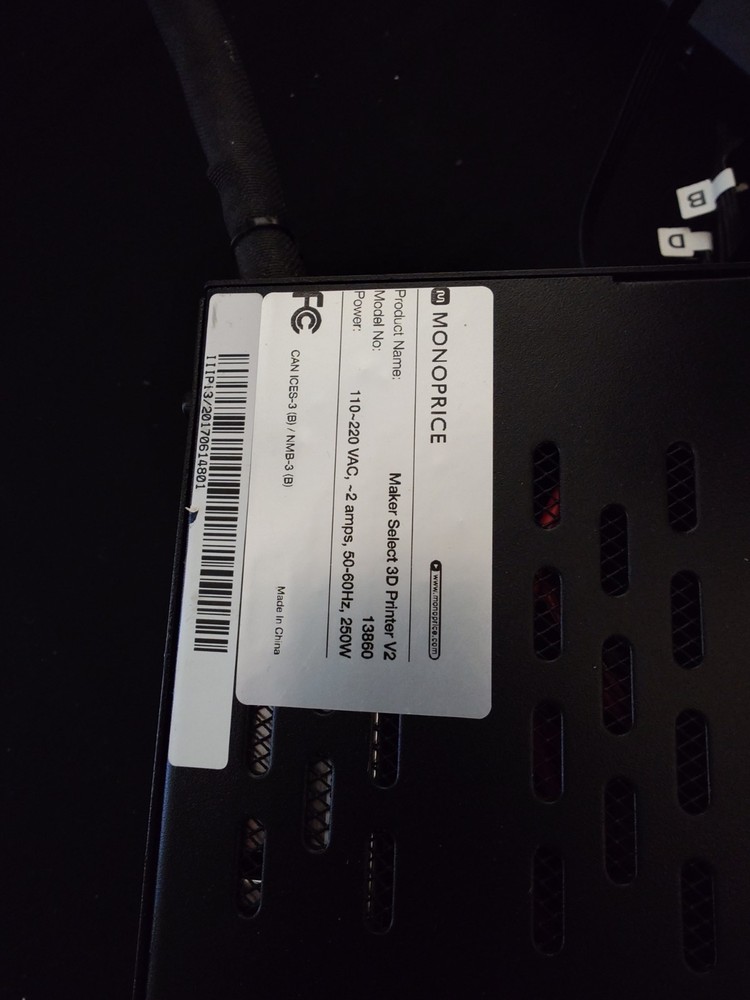 MONOPRICE
www.monoprice.com
Product Name: Maker Select 3D Printer V2
Model No: 13860
Power: 110~220 VAC, ~2 amps, 50-60Hz, 250W
FC
CAN ICES-3 (B) / NMB-3 (B)
Made In China
IIIPi3/20170614801
B
D